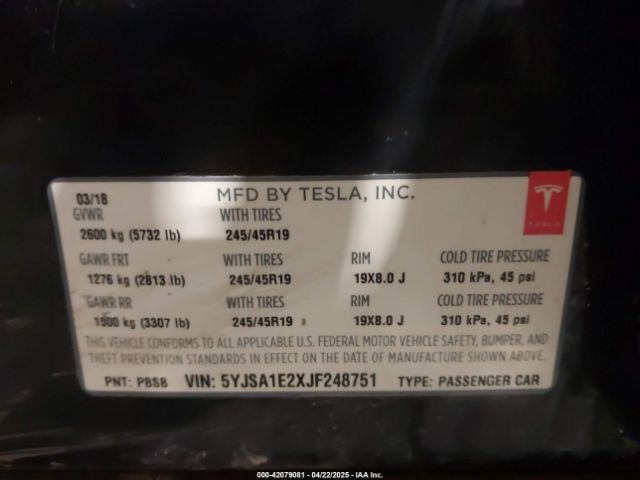 03/18 MFD BY TESLA, INC.
GVWR WITH TIRES
2600 kg (5732 lb) 245/45R19
TESLA
GAWR FRT WITH TIRES RIM COLD TIRE PRESSURE
1276 kg (2813 lb) 245/45R19 19X8.0 J 310 kPa, 45 psi
GAWR RR WITH TIRES RIM COLD TIRE PRESSURE
1500 kg (3307 lb) 245/45R19 19X8.0 J 310 kPa, 45 psi
THIS VEHICLE CONFORMS TO ALL APPLICABLE U.S. FEDERAL MOTOR VEHICLE SAFETY, BUMPER, AND
THEFT PREVENTION STANDARDS IN EFFECT ON THE DATE OF MANUFACTURE SHOWN ABOVE.
PNT: PBSB VIN: 5YJSA1E2XJF248751 TYPE: PASSENGER CAR
000-42079081 - 04/22/2025 - IAA Inc.